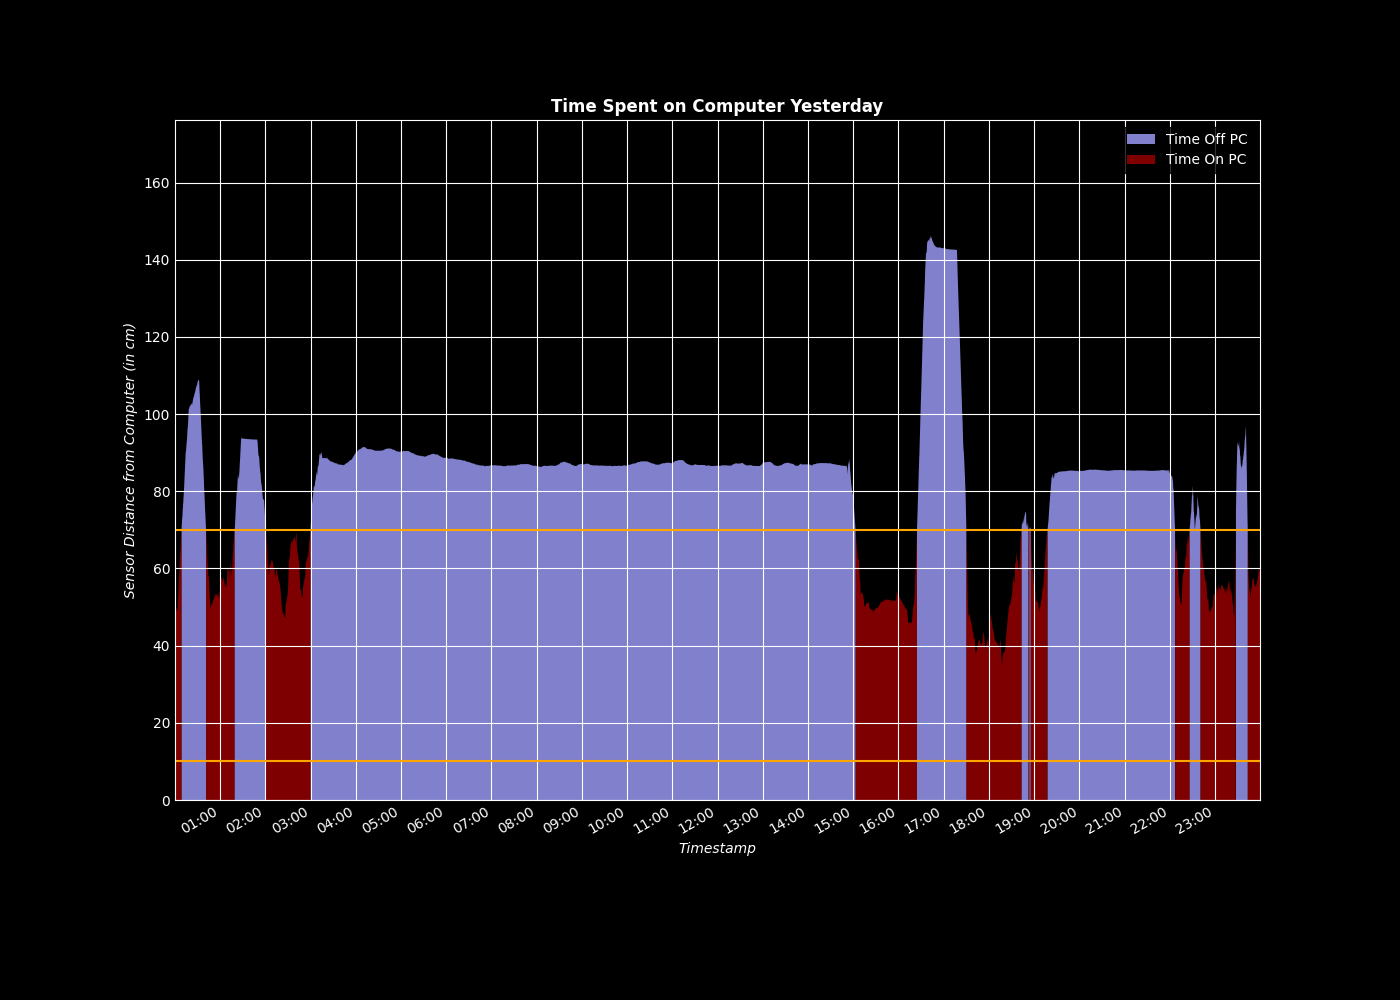 Time Spent on Computer Yesterday
Time Off PC
Time On PC
Sensor Distance from Computer (in cm)
160
140
120
100
80
60
40
20
0
01:00 02:00 03:00 04:00 05:00 06:00 07:00 08:00 09:00 10:00 11:00 12:00 13:00 14:00 15:00 16:00 17:00 18:00 19:00 20:00 21:00 22:00 23:00
Timestamp